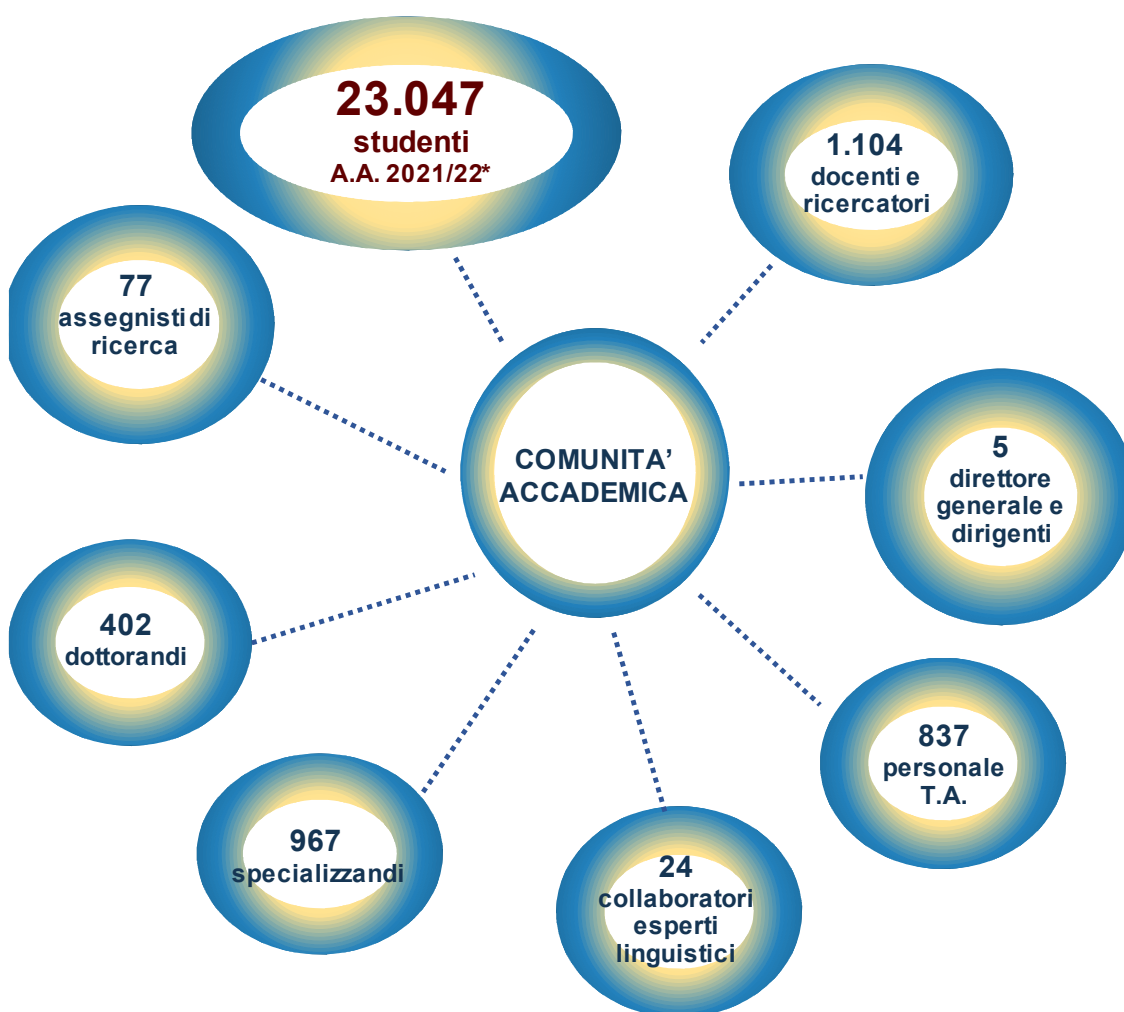 23.047
studenti
A.A. 2021/22*
1.104
docenti e
ricercatori
77
assegnisti di
ricerca
COMUNITA’
ACCADEMICA
5
direttore
generale e
dirigenti
402
dottorandi
837
personale
T.A.
967
specializzandi
24
collaboratori
esperti
linguistici